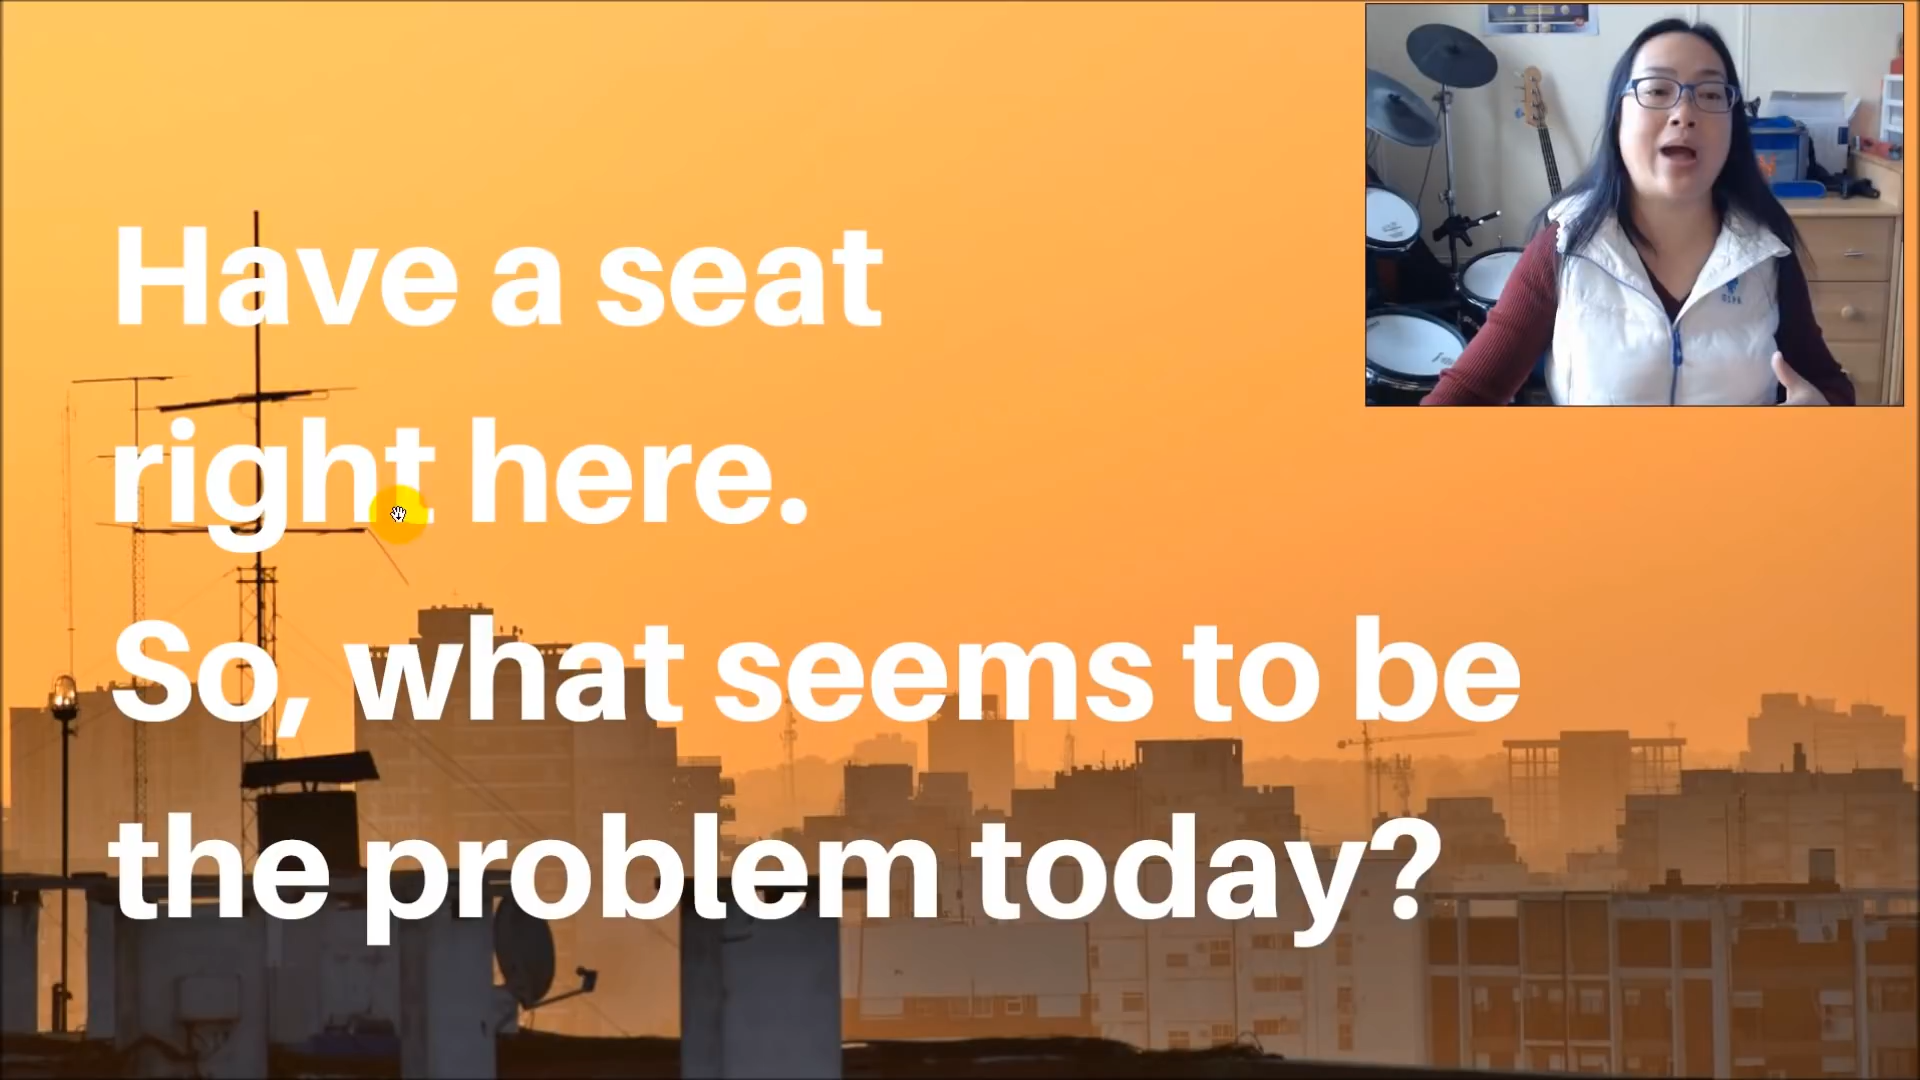 Have a seat
right here.
So, what seems to be
the problem today?